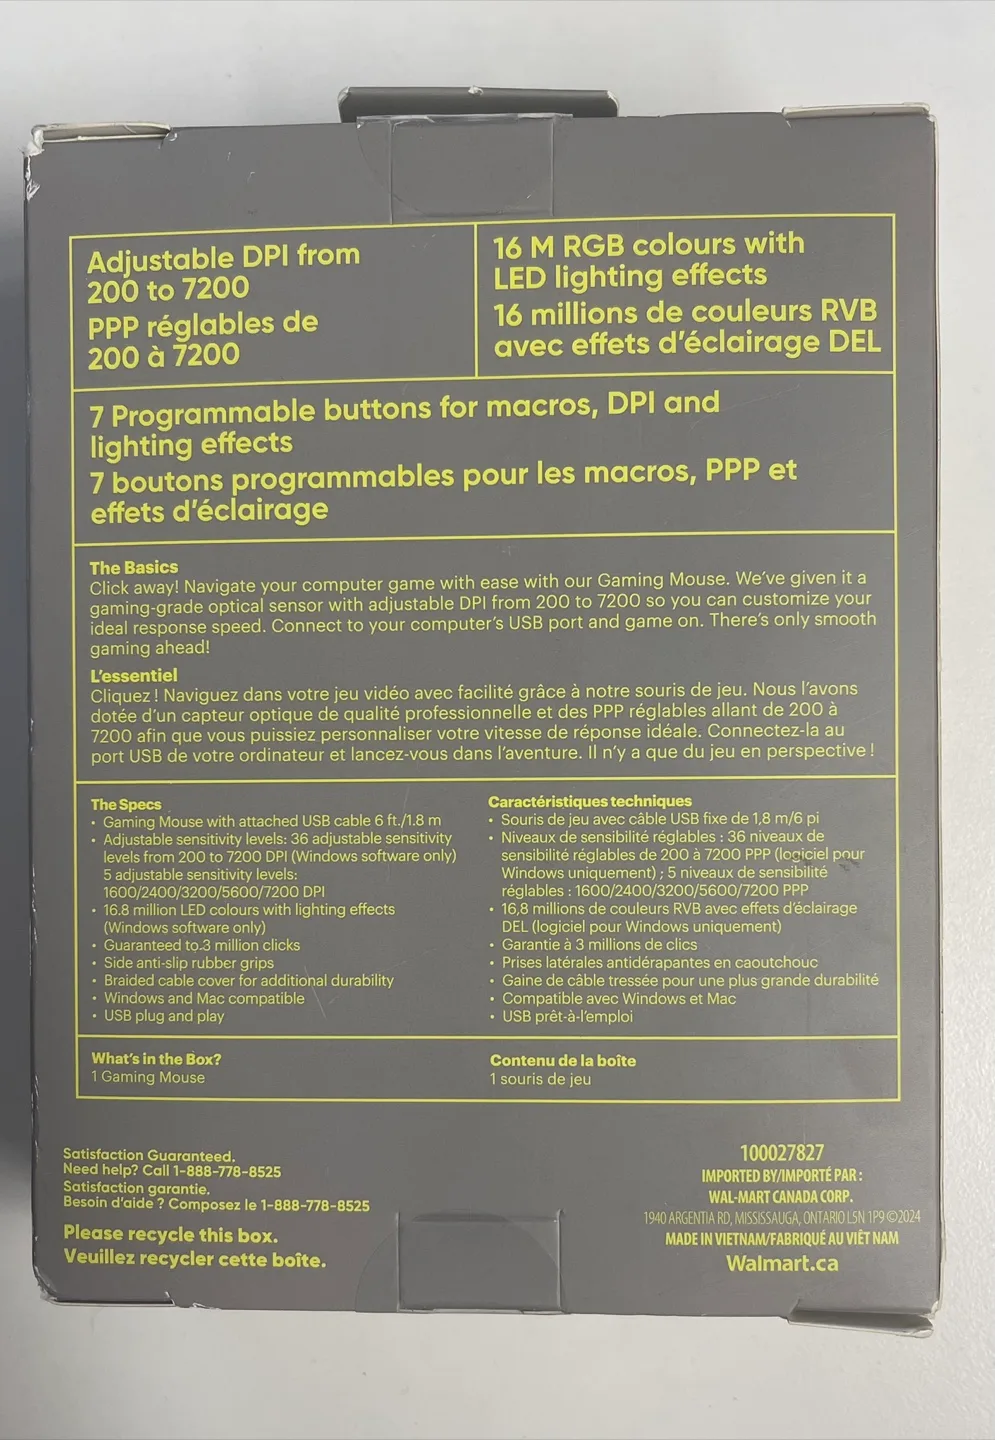 Adjustable DPI from
200 to 7200
PPP réglables de
200 à 7200
16 M RGB colours with
LED lighting effects
16 millions de couleurs RVB
avec effets d'éclairage DEL
7 Programmable buttons for macros, DPI and
lighting effects
7 boutons programmables pour les macros, PPP et
effets d'éclairage
The Basics
Click away! Navigate your computer game with ease with our Gaming Mouse. We've given it a
gaming-grade optical sensor with adjustable DPI from 200 to 7200 so you can customize your
ideal response speed. Connect to your computer's USB port and game on. There's only smooth
gaming ahead!
L'essentiel
Cliquez ! Naviguez dans votre jeu vidéo avec facilité grâce à notre souris de jeu. Nous l'avons
dotée d'un capteur optique de qualité professionnelle et des PPP réglables allant de 200 à
7200 afin que vous puissiez personnaliser votre vitesse de réponse idéale. Connectez-la au
port USB de votre ordinateur et lancez-vous dans l'aventure. Il n'y a que du jeu en perspective !
The Specs
• Gaming Mouse with attached USB cable 6 ft./1.8 m
• Adjustable sensitivity levels: 36 adjustable sensitivity
levels from 200 to 7200 DPI (Windows software only)
5 adjustable sensitivity levels:
1600/2400/3200/5600/7200 DPI
• 16.8 million LED colours with lighting effects
(Windows software only)
• Guaranteed to 3 million clicks
• Side anti-slip rubber grips
• Braided cable cover for additional durability
• Windows and Mac compatible
• USB plug and play
Caractéristiques techniques
• Souris de jeu avec câble USB fixe de 1,8 m/6 pi
• Niveaux de sensibilité réglables : 36 niveaux de
sensibilité réglables de 200 à 7200 PPP (logiciel pour
Windows uniquement) ; 5 niveaux de sensibilité
réglables : 1600/2400/3200/5600/7200 PPP
• 16,8 millions de couleurs RVB avec effets d'éclairage
DEL (logiciel pour Windows uniquement)
• Garantie à 3 millions de clics
• Prises latérales antidérapantes en caoutchouc
• Gaine de câble tressée pour une plus grande durabilité
• Compatible avec Windows et Mac
• USB prêt-à-l'emploi
What's in the Box?
1 Gaming Mouse
Contenu de la boîte
1 souris de jeu
Satisfaction Guaranteed.
Need help? Call 1-888-778-8525
Satisfaction garantie.
Besoin d'aide ? Composez le 1-888-778-8525
Please recycle this box.
Veuillez recycler cette boîte.
100027827
IMPORTED BY/IMPORTÉ PAR :
WAL-MART CANADA CORP.
1940 ARGENTIA RD, MISSISSAUGA, ONTARIO L5N 1P9 ©2024
MADE IN VIETNAM/FABRIQUÉ AU VIÊT NAM
Walmart.ca